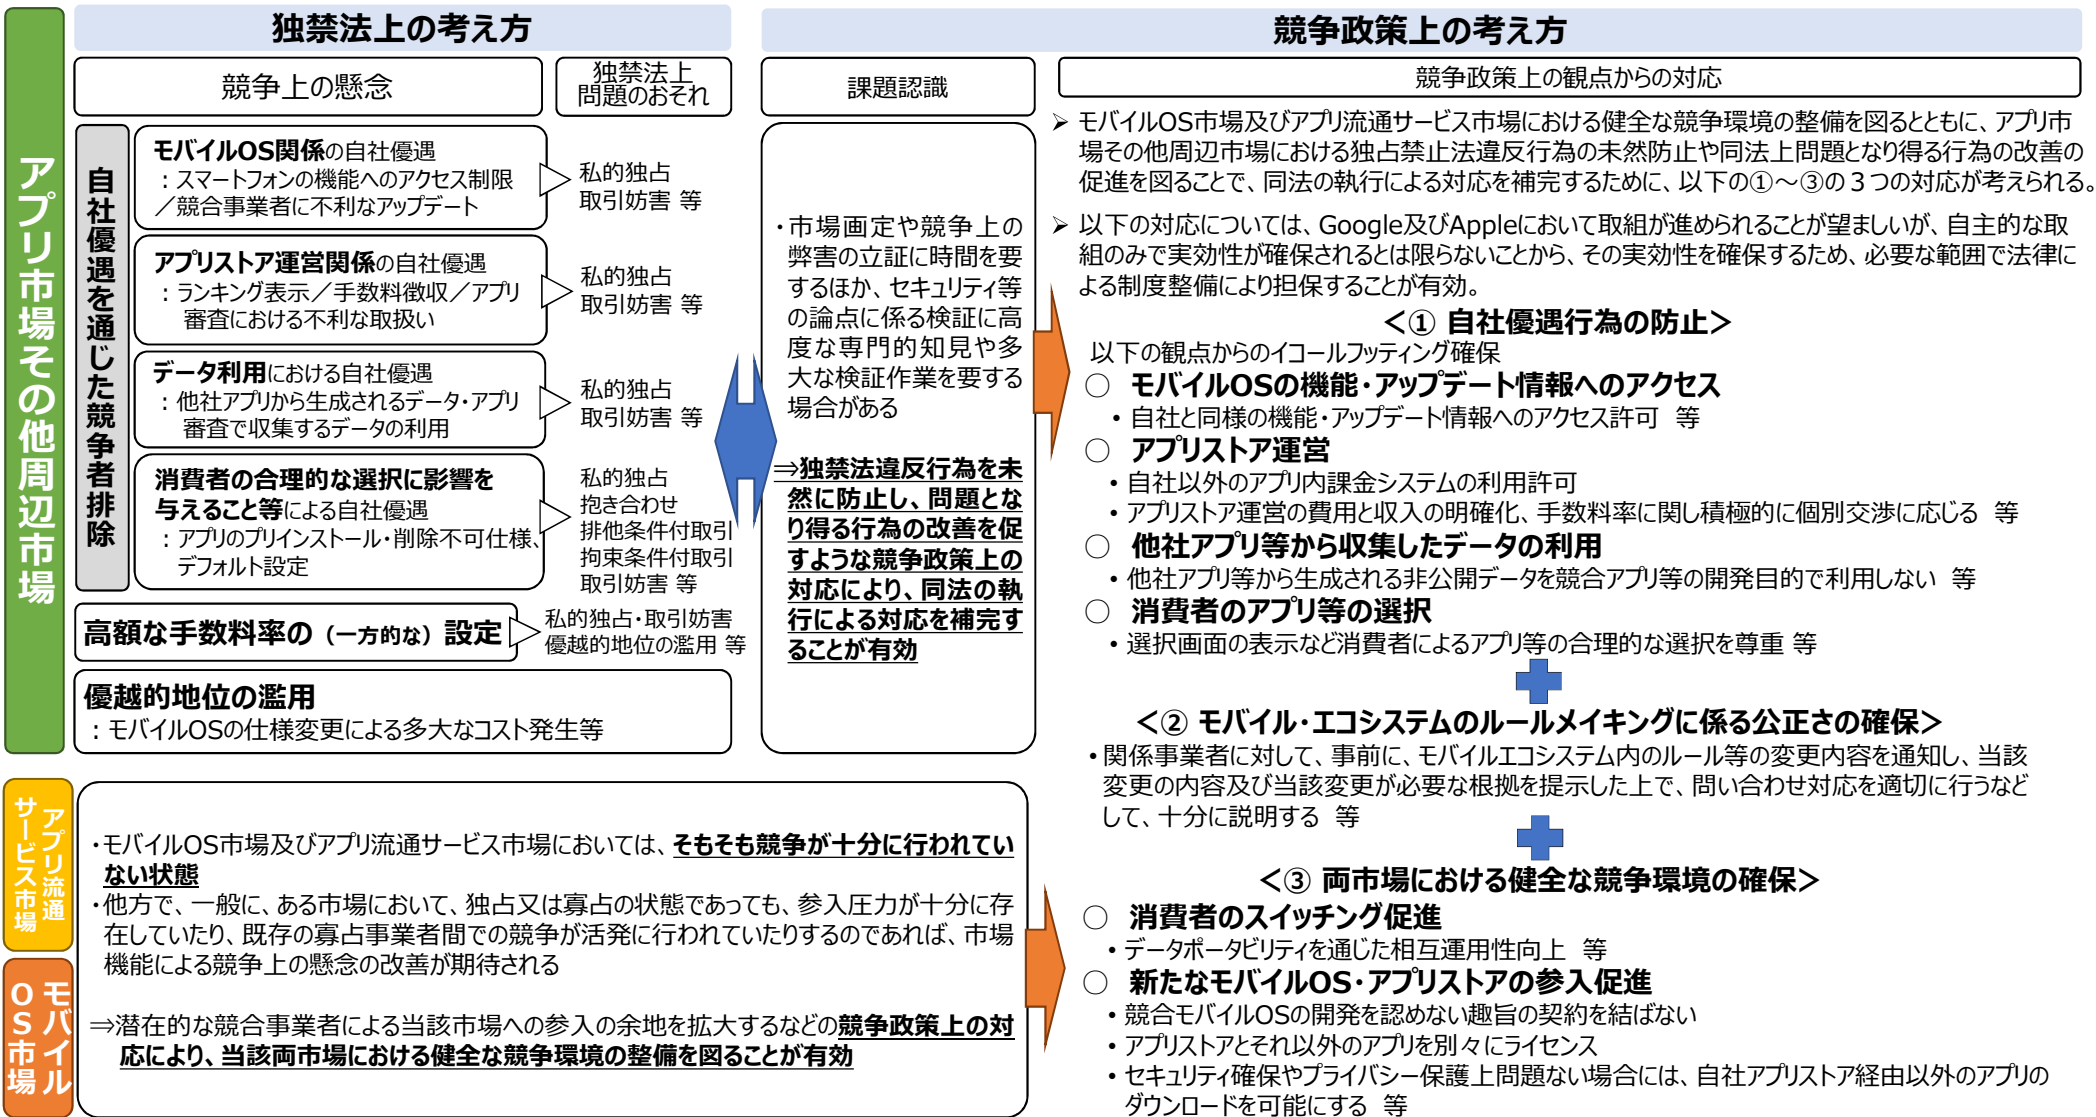 アプリ市場その他周辺市場
独禁法上の考え方
競争上の懸念
独禁法上
問題のおそれ
自社優遇を通じた競争者排除
モバイルOS関係の自社優遇
：スマートフォンの機能へのアクセス制限
／競合事業者に不利なアップデート
私的独占
取引妨害 等
アプリストア運営関係の自社優遇
：ランキング表示／手数料徴収／アプリ
審査における不利な取扱い
私的独占
取引妨害 等
データ利用における自社優遇
：他社アプリから生成されるデータ・アプリ
審査で収集するデータの利用
私的独占
取引妨害 等
消費者の合理的な選択に影響を
与えること等による自社優遇
：アプリのプリインストール・削除不可仕様、
デフォルト設定
私的独占
抱き合わせ
排他条件付取引
拘束条件付取引
取引妨害 等
高額な手数料率の（一方的な）設定
私的独占・取引妨害
優越的地位の濫用 等
優越的地位の濫用
：モバイルOSの仕様変更による多大なコスト発生等
競争政策上の考え方
課題認識
・市場画定や競争上の
弊害の立証に時間を要
するほか、セキュリティ等
の論点に係る検証に高
度な専門的知見や多
大な検証作業を要する
場合がある
⇒独禁法違反行為を未
然に防止し、問題とな
り得る行為の改善を促
すような競争政策上の
対応により、同法の執
行による対応を補完す
ることが有効
競争政策上の観点からの対応
➢ モバイルOS市場及びアプリ流通サービス市場における健全な競争環境の整備を図るとともに、アプリ市
場その他周辺市場における独占禁止法違反行為の未然防止や同法上問題となり得る行為の改善の
促進を図ることで、同法の執行による対応を補完するために、以下の①～③の３つの対応が考えられる。
➢ 以下の対応については、Google及びAppleにおいて取組が進められることが望ましいが、自主的な取
組のみで実効性が確保されるとは限らないことから、その実効性を確保するため、必要な範囲で法律に
よる制度整備により担保することが有効。
＜① 自社優遇行為の防止＞
以下の観点からのイコールフッティング確保
○ モバイルOSの機能・アップデート情報へのアクセス
・自社と同様の機能・アップデート情報へのアクセス許可 等
○ アプリストア運営
・自社以外のアプリ内課金システムの利用許可
・アプリストア運営の費用と収入の明確化、手数料率に関し積極的に個別交渉に応じる 等
○ 他社アプリ等から収集したデータの利用
・他社アプリ等から生成される非公開データを競合アプリ等の開発目的で利用しない 等
○ 消費者のアプリ等の選択
・選択画面の表示など消費者によるアプリ等の合理的な選択を尊重 等
＜② モバイル・エコシステムのルールメイキングに係る公正さの確保＞
・関係事業者に対して、事前に、モバイルエコシステム内のルール等の変更内容を通知し、当該
変更の内容及び当該変更が必要な根拠を提示した上で、問い合わせ対応を適切に行うなど
して、十分に説明する 等
＜③ 両市場における健全な競争環境の確保＞
○ 消費者のスイッチング促進
・データポータビリティを通じた相互運用性向上 等
○ 新たなモバイルOS・アプリストアの参入促進
・競合モバイルOSの開発を認めない趣旨の契約を結ばない
・アプリストアとそれ以外のアプリを別々にライセンス
・セキュリティ確保やプライバシー保護上問題ない場合には、自社アプリストア経由以外のアプリの
ダウンロードを可能にする 等
アプリ流通
サービス市場
モバイル
OS市場
・モバイルOS市場及びアプリ流通サービス市場においては、そもそも競争が十分に行われてい
ない状態
・他方で、一般に、ある市場において、独占又は寡占の状態であっても、参入圧力が十分に存
在していたり、既存の寡占事業者間での競争が活発に行われていたりするのであれば、市場
機能による競争上の懸念の改善が期待される
⇒潜在的な競合事業者による当該市場への参入の余地を拡大するなどの競争政策上の対
応により、当該両市場における健全な競争環境の整備を図ることが有効